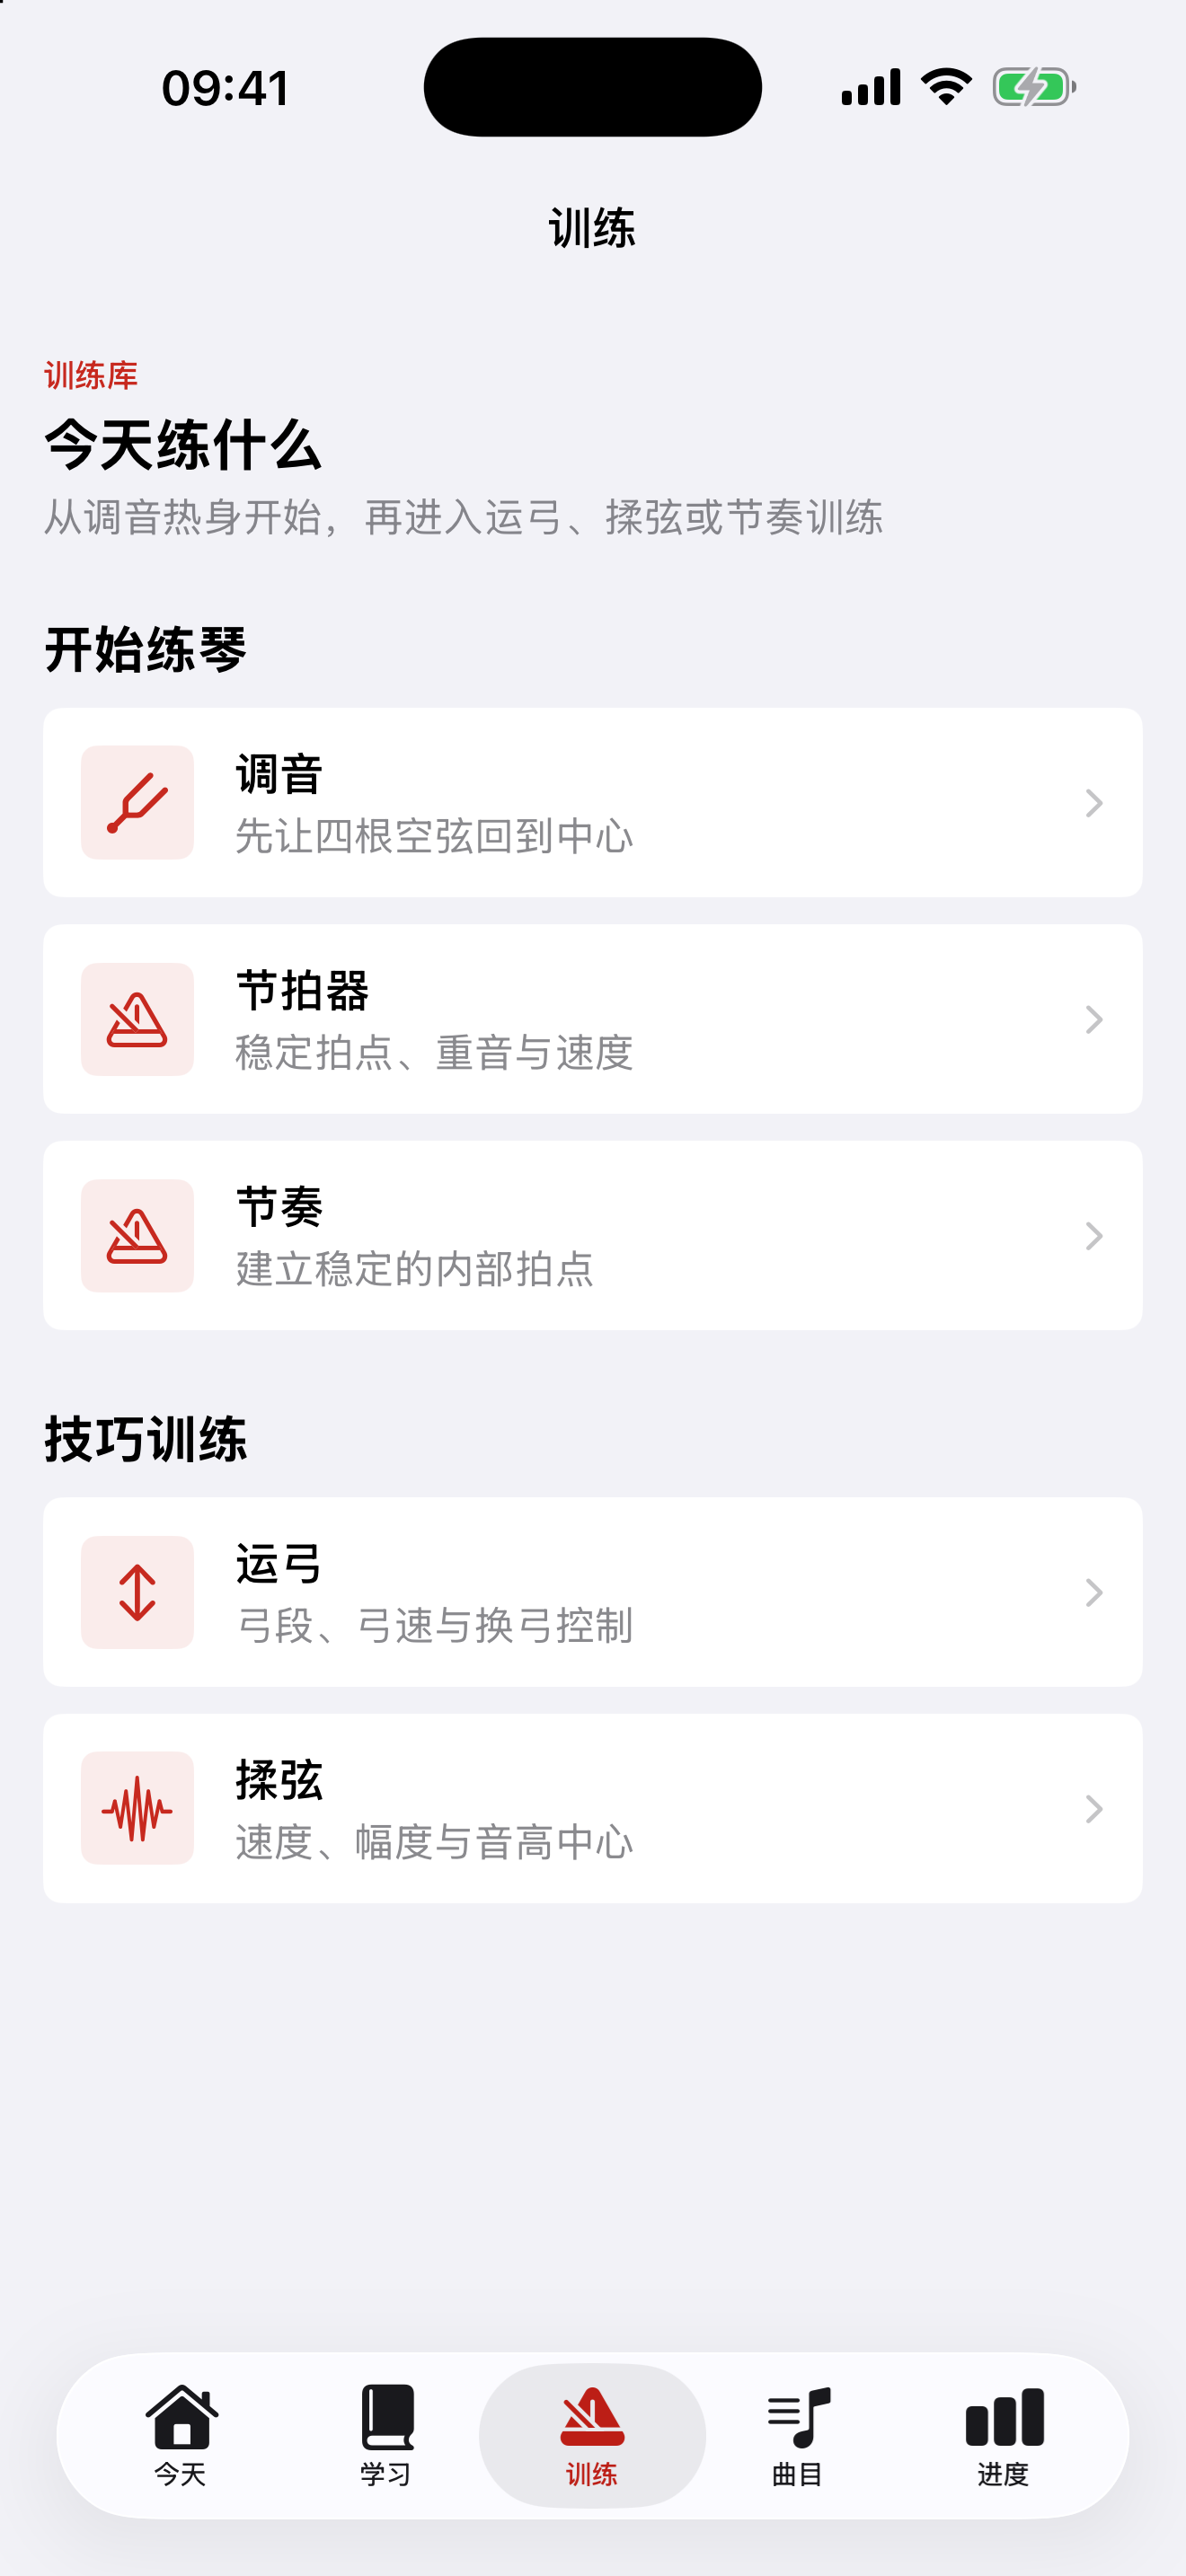 09:41
训练
训练库
今天练什么
从调音热身开始，再进入运弓、揉弦或节奏训练
开始练琴
调音
先让四根空弦回到中心
节拍器
稳定拍点、重音与速度
节奏
建立稳定的内部拍点
技巧训练
运弓
弓段、弓速与换弓控制
揉弦
速度、幅度与音高中心
今天
学习
训练
曲目
进度